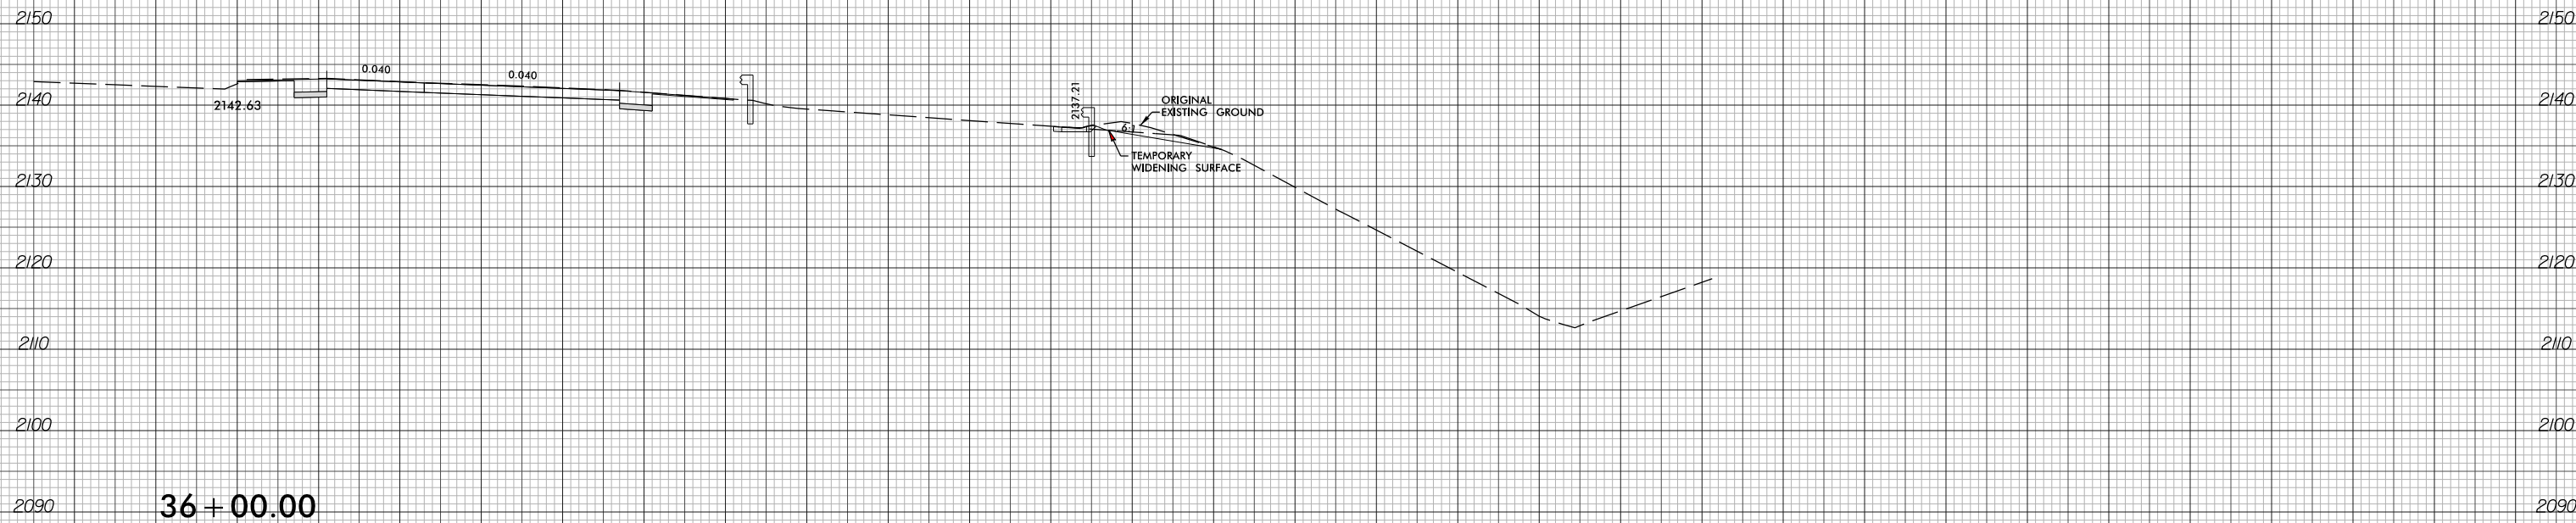 2150 2150
0.040 0.040
2140 2142.63 2137.21 ORIGINAL 2140
EXISTING GROUND
6:1
TEMPORARY
WIDENING SURFACE
2130 2130
2120 2120
2110 2110
2100 2100
2090 36+00.00 2090